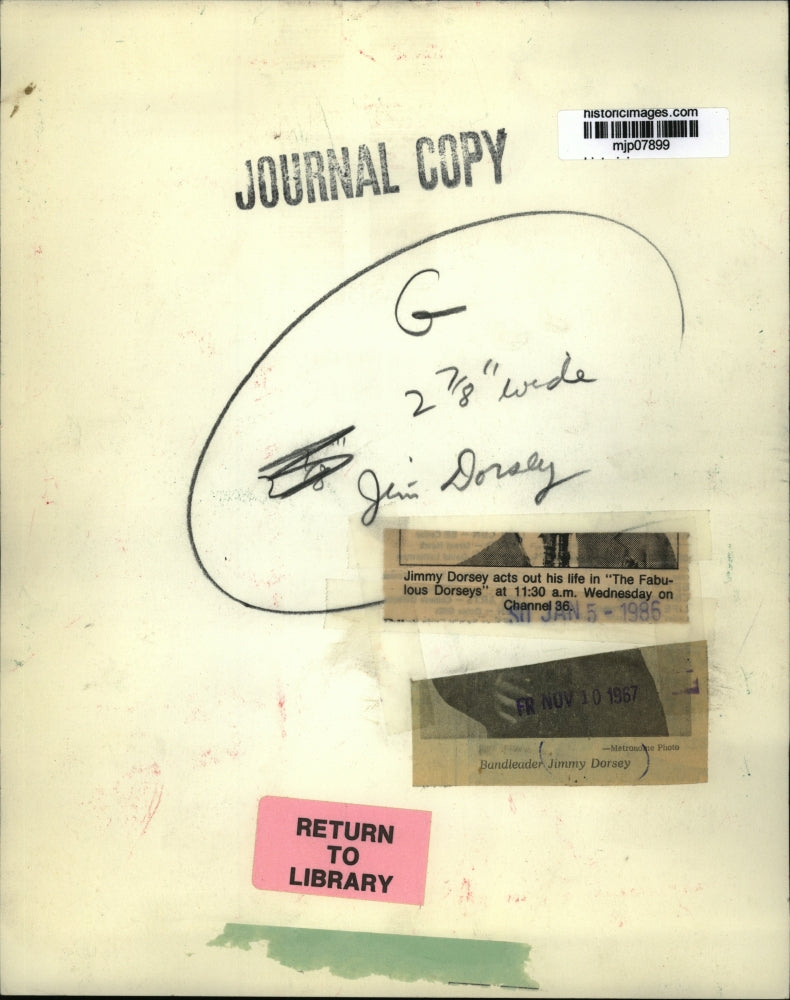 historicimages.com
mjp07899
JOURNAL COPY
G
2 7/8" wide
Jim Dorsey
Jimmy Dorsey acts out his life in "The Fabu-
lous Dorseys" at 11:30 a.m. Wednesday on
Channel 36.
SU JAN 5 - 1986
FR NOV 10 1967
—Metronome Photo
Bandleader Jimmy Dorsey
RETURN
TO
LIBRARY